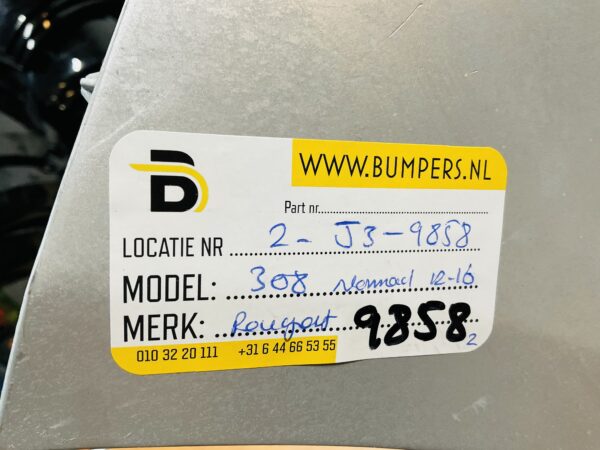 B
WWW.BUMPERS.NL
Part nr.
LOCATIE NR 2- J3-9858
MODEL: 308 Normaal 12-16
MERK: Peugeot 9858 2
010 32 20 111 +31 6 44 66 53 55